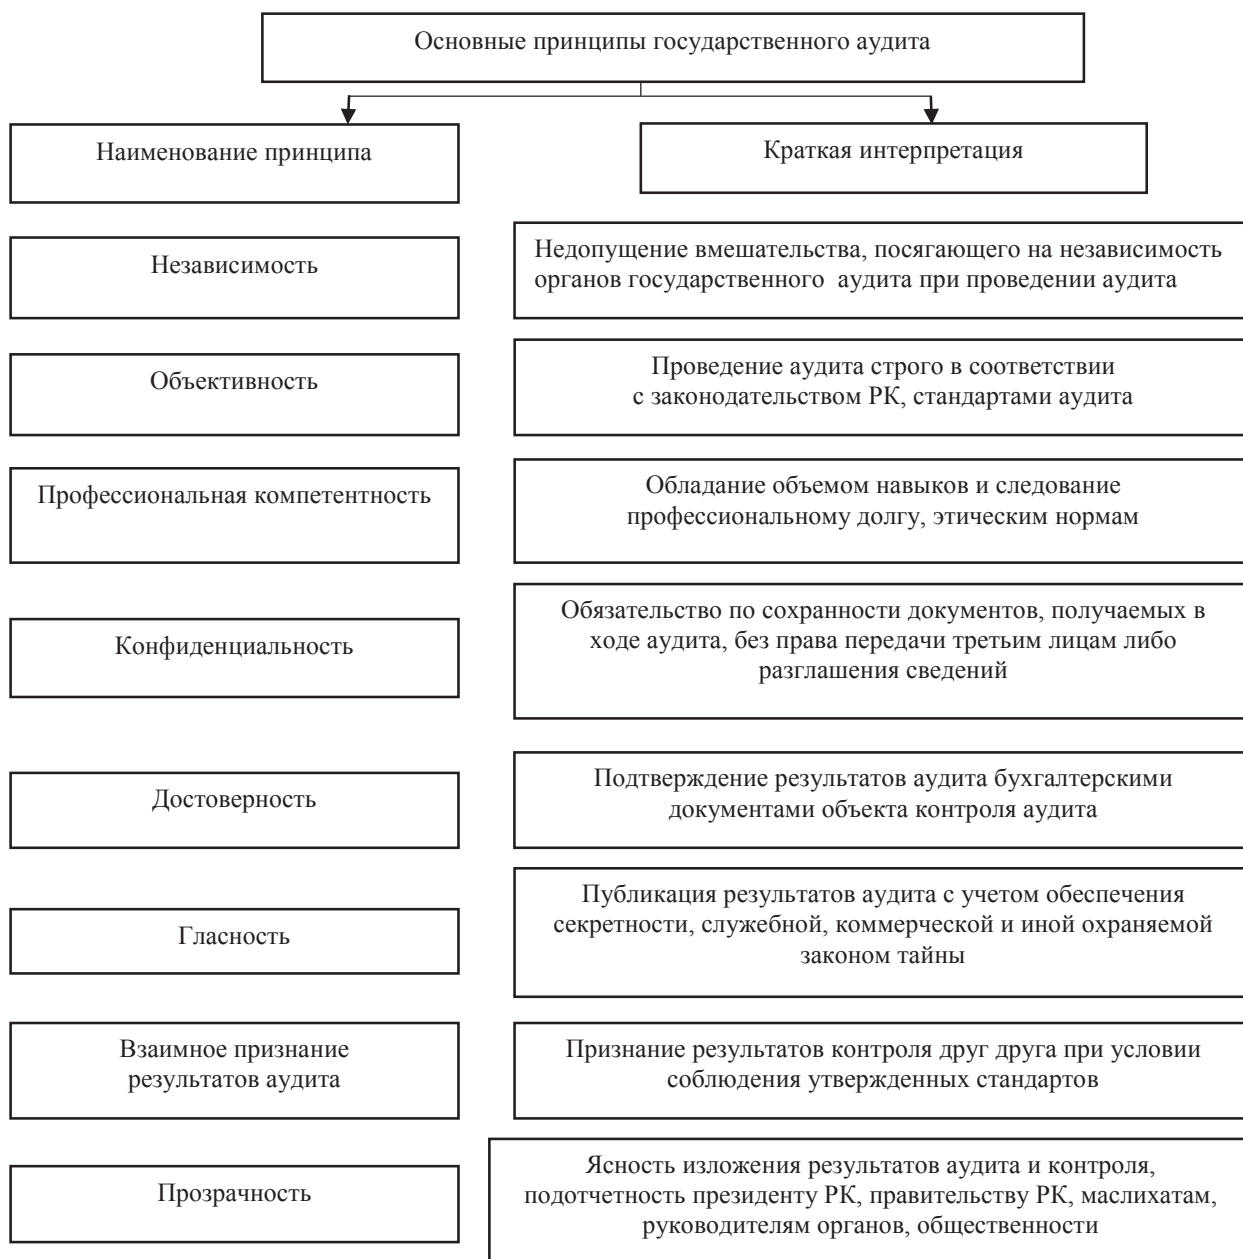 Основные принципы государственного аудита
Наименование принципа
Краткая интерпретация
Независимость
Недопущение вмешательства, посягающего на независимость
органов государственного аудита при проведении аудита
Объективность
Проведение аудита строго в соответствии
с законодательством РК, стандартами аудита
Профессиональная компетентность
Обладание объемом навыков и следование
профессиональному долгу, этическим нормам
Конфиденциальность
Обязательство по сохранности документов, получаемых в
ходе аудита, без права передачи третьим лицам либо
разглашения сведений
Достоверность
Подтверждение результатов аудита бухгалтерскими
документами объекта контроля аудита
Гласность
Публикация результатов аудита с учетом обеспечения
секретности, служебной, коммерческой и иной охраняемой
законом тайны
Взаимное признание
результатов аудита
Признание результатов контроля друг друга при условии
соблюдения утвержденных стандартов
Прозрачность
Ясность изложения результатов аудита и контроля,
подотчетность президенту РК, правительству РК, маслихатам,
руководителям органов, общественности